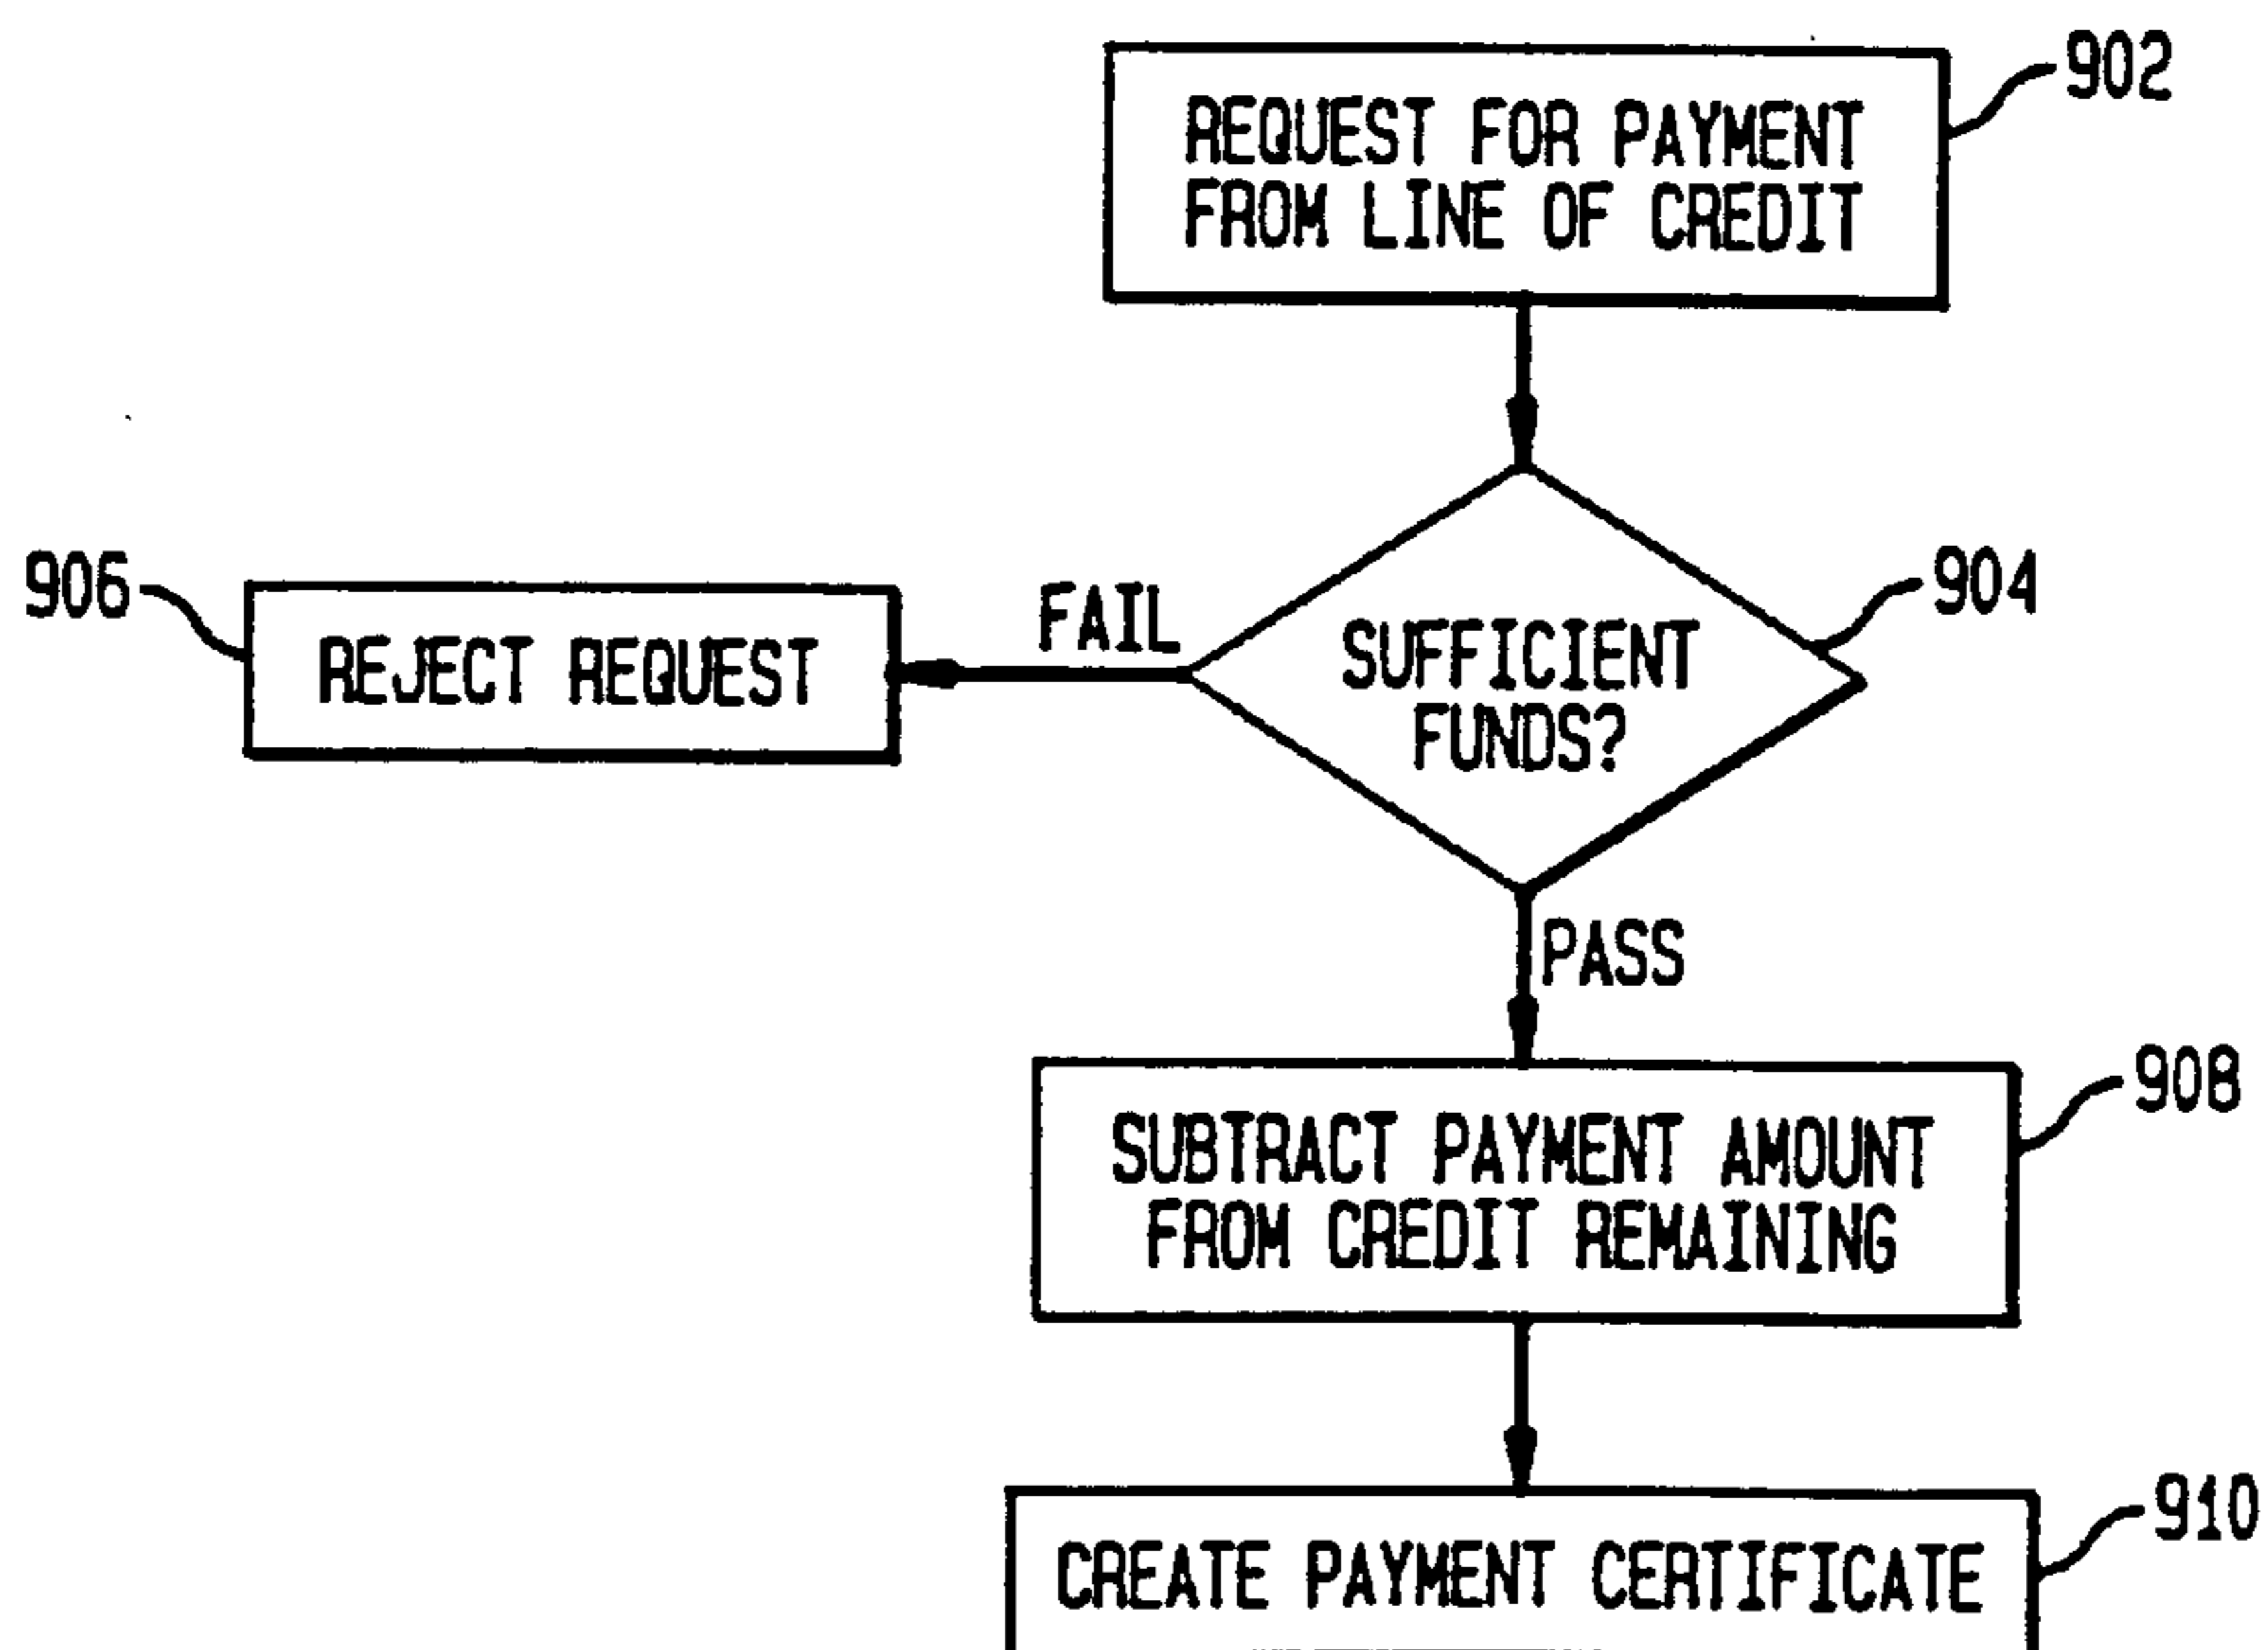 902
REQUEST FOR PAYMENT
FROM LINE OF CREDIT
906
REJECT REQUEST
FAIL
SUFFICIENT
FUNDS?
904
PASS
908
SUBTRACT PAYMENT AMOUNT
FROM CREDIT REMAINING
910
CREATE PAYMENT CERTIFICATE